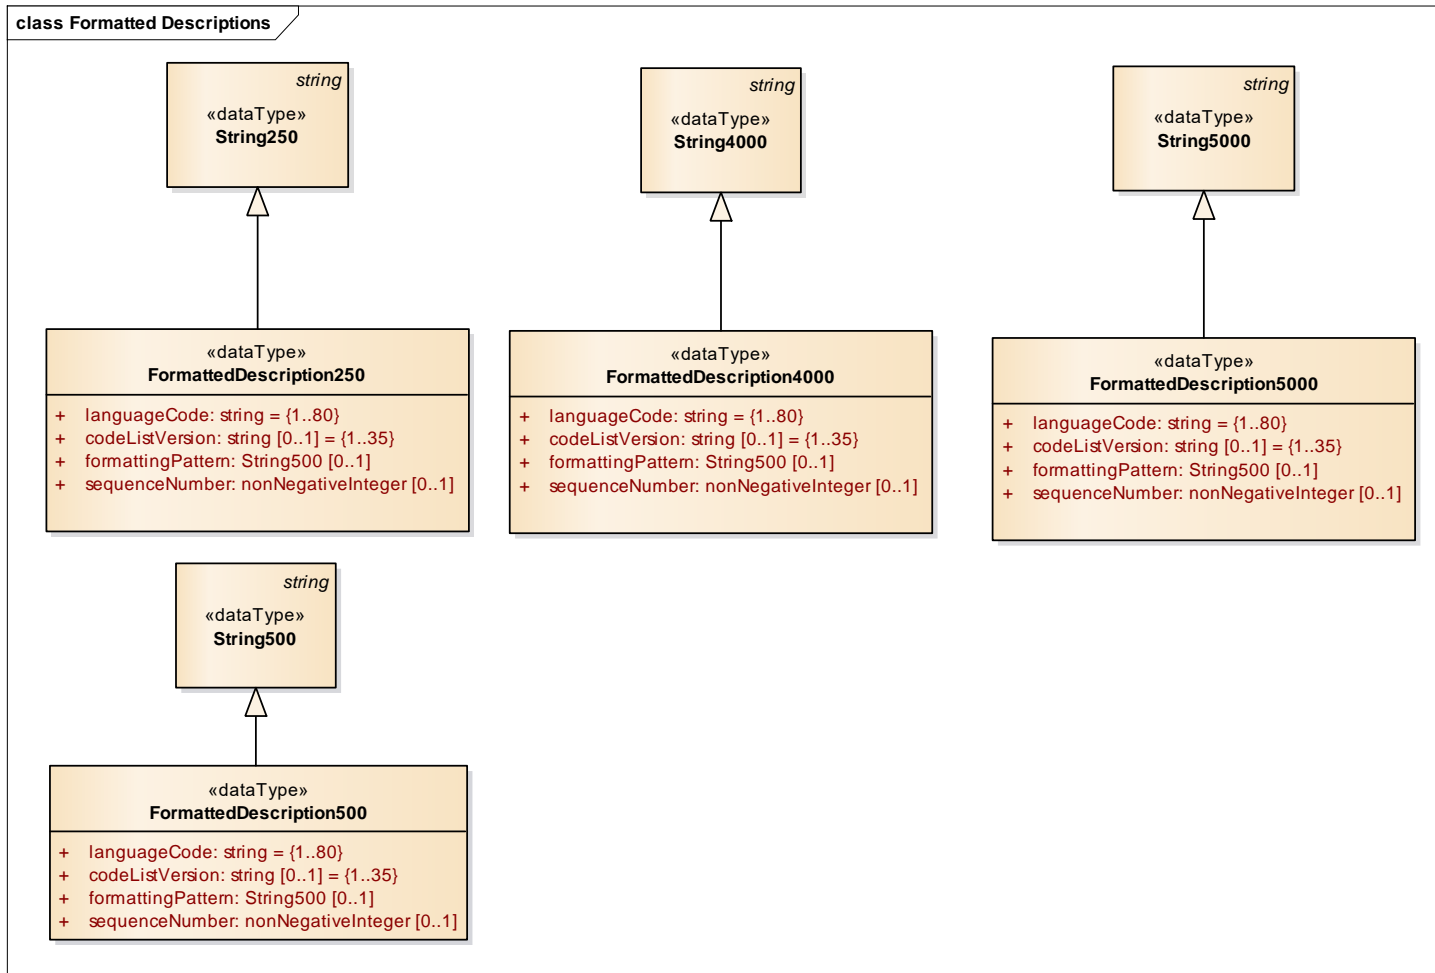 class Formatted Descriptions
string
«dataType»
String250
string
«dataType»
String4000
string
«dataType»
String5000
«dataType»
FormattedDescription250
+ languageCode: string = {1..80}
+ codeListVersion: string [0..1] = {1..35}
+ formattingPattern: String500 [0..1]
+ sequenceNumber: nonNegativeInteger [0..1]
«dataType»
FormattedDescription4000
+ languageCode: string = {1..80}
+ codeListVersion: string [0..1] = {1..35}
+ formattingPattern: String500 [0..1]
+ sequenceNumber: nonNegativeInteger [0..1]
«dataType»
FormattedDescription5000
+ languageCode: string = {1..80}
+ codeListVersion: string [0..1] = {1..35}
+ formattingPattern: String500 [0..1]
+ sequenceNumber: nonNegativeInteger [0..1]
string
«dataType»
String500
«dataType»
FormattedDescription500
+ languageCode: string = {1..80}
+ codeListVersion: string [0..1] = {1..35}
+ formattingPattern: String500 [0..1]
+ sequenceNumber: nonNegativeInteger [0..1]